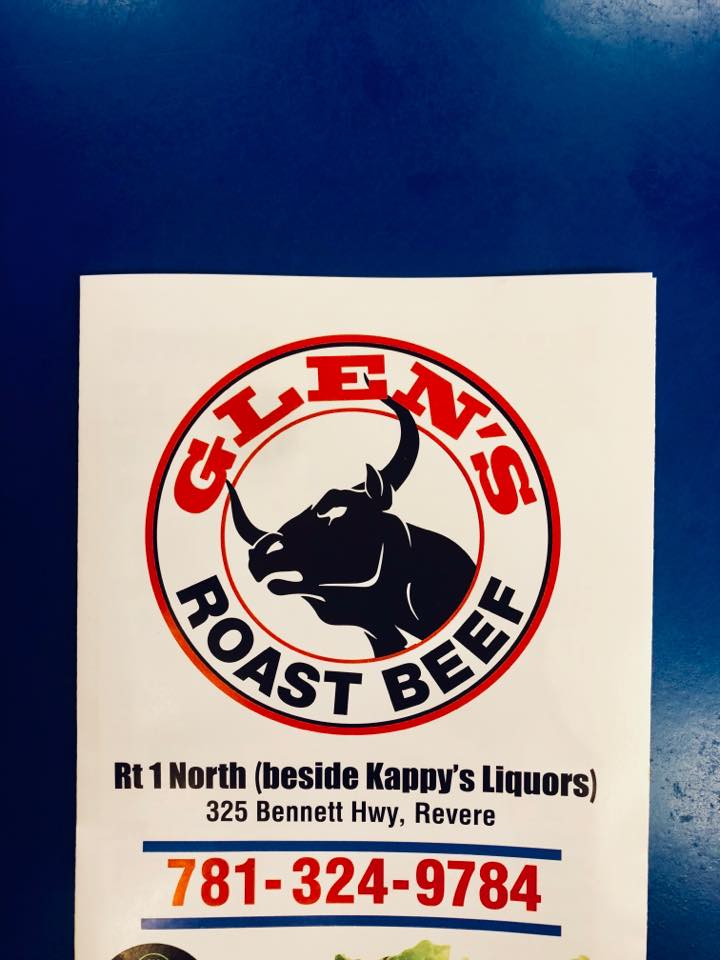 GLEN'S
ROAST BEEF
Rt 1 North (beside Kappy's Liquors)
325 Bennett Hwy, Revere
781-324-9784